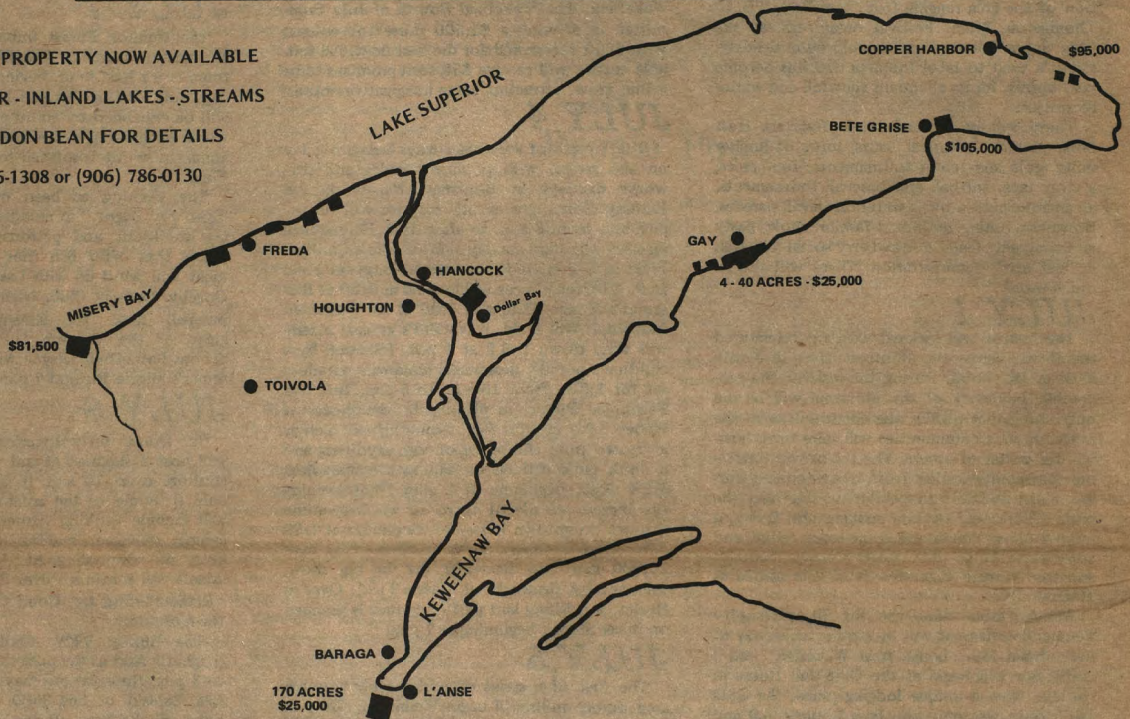 PROPERTY NOW AVAILABLE
R - INLAND LAKES - STREAMS
DON BEAN FOR DETAILS
5-1308 or (906) 786-0130
LAKE SUPERIOR
COPPER HARBOR
$95,000
BETE GRISE
$105,000
GAY
4 - 40 ACRES - $25,000
FREDA
HANCOCK
HOUGHTON
Dollar Bay
MISERY BAY
$81,500
TOIVOLA
KEWEENAW BAY
BARAGA
L'ANSE
170 ACRES
$25,000